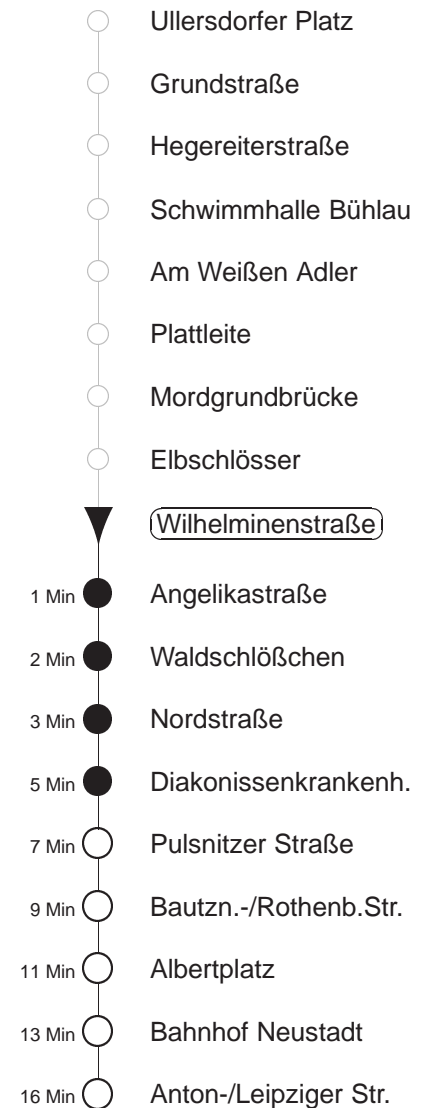 Ullersdorfer Platz
Grundstraße
Hegereiterstraße
Schwimmhalle Bühlau
Am Weißen Adler
Plattleite
Mordgrundbrücke
Elbschlösser
Wilhelminenstraße
1 Min Angelikastraße
2 Min Waldschlößchen
3 Min Nordstraße
5 Min Diakonissenkrankenh.
7 Min Pulsnitzer Straße
9 Min Bautzn.-/Rothenb.Str.
11 Min Albertplatz
13 Min Bahnhof Neustadt
16 Min Anton-/Leipziger Str.